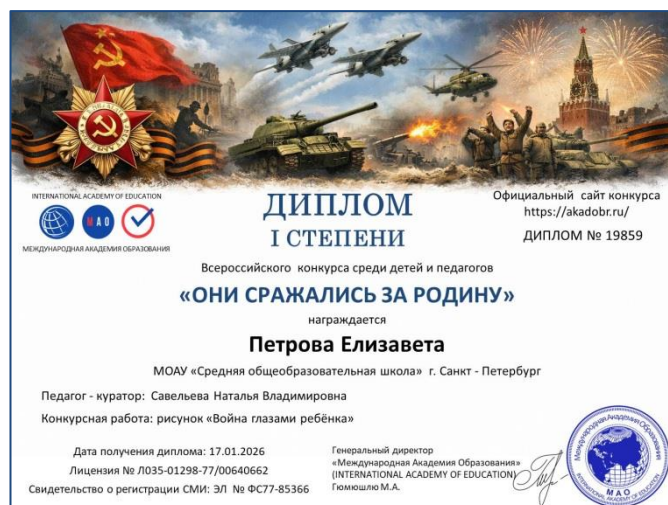 INTERNATIONAL ACADEMY OF EDUCATION
МАО
МЕЖДУНАРОДНАЯ АКАДЕМИЯ ОБРАЗОВАНИЯ
ДИПЛОМ
I СТЕПЕНИ
Официальный сайт конкурса
https://akadobr.ru/
ДИПЛОМ № 19859
Всероссийского конкурса среди детей и педагогов
«ОНИ СРАЖАЛИСЬ ЗА РОДИНУ»
награждается
Петрова Елизавета
МОАУ «Средняя общеобразовательная школа» г. Санкт - Петербург
Педагог - куратор: Савельева Наталья Владимировна
Конкурсная работа: рисунок «Война глазами ребёнка»
Дата получения диплома: 17.01.2026
Лицензия № Л035-01298-77/00640662
Свидетельство о регистрации СМИ: ЭЛ № ФС77-85366
Генеральный директор
«Международная Академия Образования»
(INTERNATIONAL ACADEMY OF EDUCATION)
Гюмюшлю М.А.
Международная Академия Образования
МАО
INTERNATIONAL ACADEMY OF EDUCATION